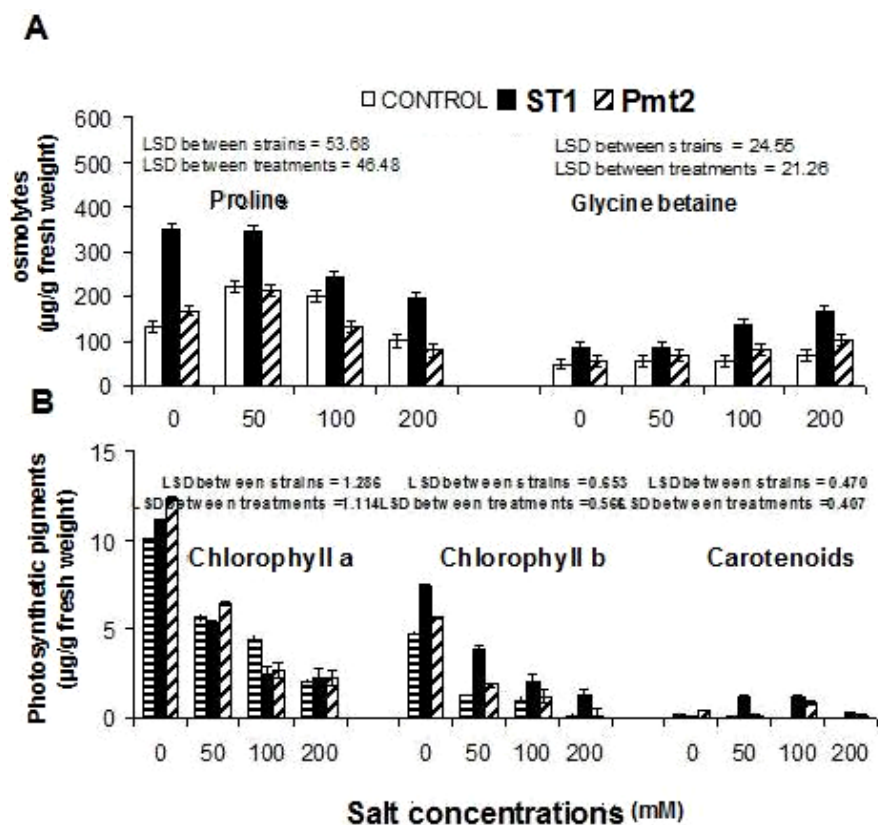 A
CONTROL ST1 Pmt2
600
500
400
300
200
100
0
osmolytes
(µg/g fresh weight)
LSD between strains = 53.68
LSD between treatments = 46.48
LSD between strains = 24.55
LSD between treatments = 21.26
Proline
Glycine betaine
0 50 100 200 0 50 100 200
B
15
10
5
0
Photosynthetic pigments
(µg/g fresh weight)
LSD between strains = 1.286 LSD between strains = 0.653 LSD between strains = 0.470
LSD between treatments = 1.114 LSD between treatments = LSD between treatments = 0.407
Chlorophyll a Chlorophyll b Carotenoids
0 50 100 200 0 50 100 200 0 50 100 200
Salt concentrations (mM)